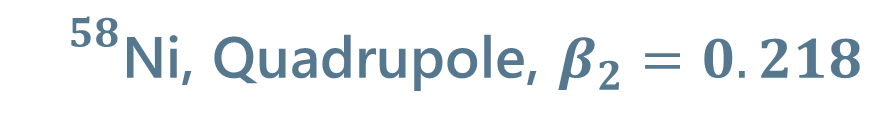 ⁵⁸Ni, Quadrupole, β₂ = 0.218